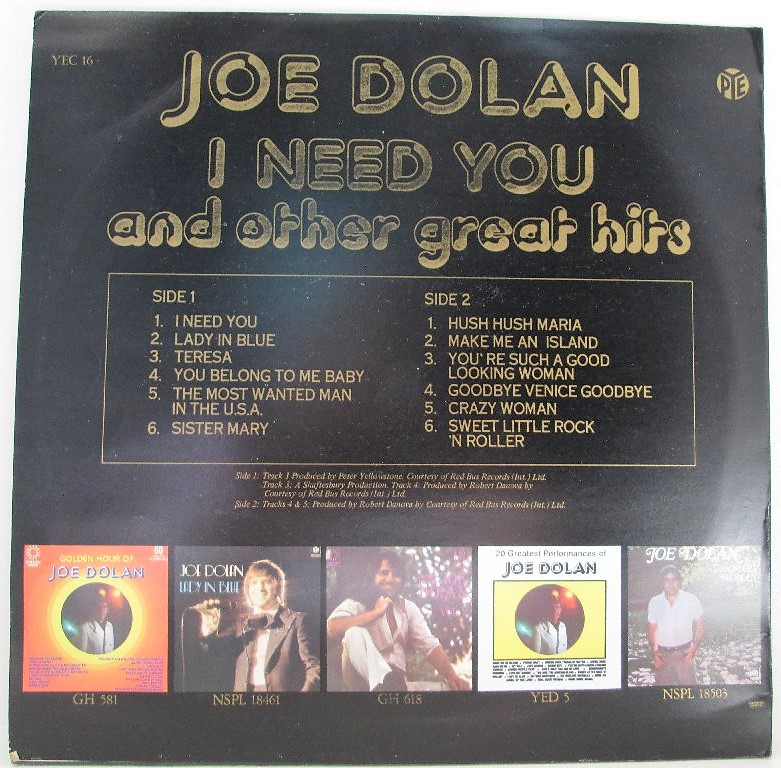 YEC 16
JOE DOLAN
PYE
I NEED YOU
and other great hits
SIDE 1
1. I NEED YOU
2. LADY IN BLUE
3. TERESA
4. YOU BELONG TO ME BABY
5. THE MOST WANTED MAN
IN THE U.S.A.
6. SISTER MARY
SIDE 2
1. HUSH HUSH MARIA
2. MAKE ME AN ISLAND
3. YOU'RE SUCH A GOOD
LOOKING WOMAN
4. GOODBYE VENICE GOODBYE
5. CRAZY WOMAN
6. SWEET LITTLE ROCK
'N ROLLER
Side 1: Track 1 Produced by Peter Yellowstone. Courtesy of Red Bus Records (Int.) Ltd.
Track 3: A Shaftesbury Production. Track 4: Produced by Robert Danova by
Courtesy of Red Bus Records (Int.) Ltd.
Side 2: Tracks 4 & 5: Produced by Robert Danova by Courtesy of Red Bus Records (Int.) Ltd.
GOLDEN HOUR OF
JOE DOLAN
60
GH 581
JOE DOLAN
LADY IN BLUE
NSPL 18461
GH 618
20 Greatest Performances of
JOE DOLAN
YED 5
JOE DOLAN
NSPL 18503